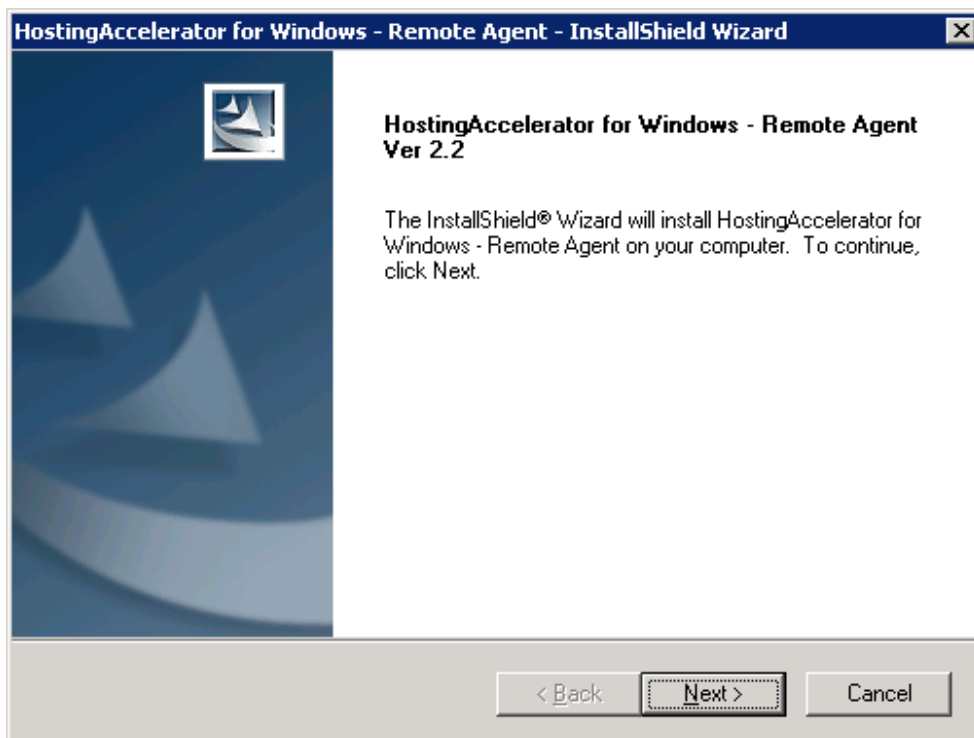 HostingAccelerator for Windows - Remote Agent - InstallShield Wizard
HostingAccelerator for Windows - Remote Agent
Ver 2.2
The InstallShield® Wizard will install HostingAccelerator for
Windows - Remote Agent on your computer.  To continue,
click Next.
< Back
Next >
Cancel